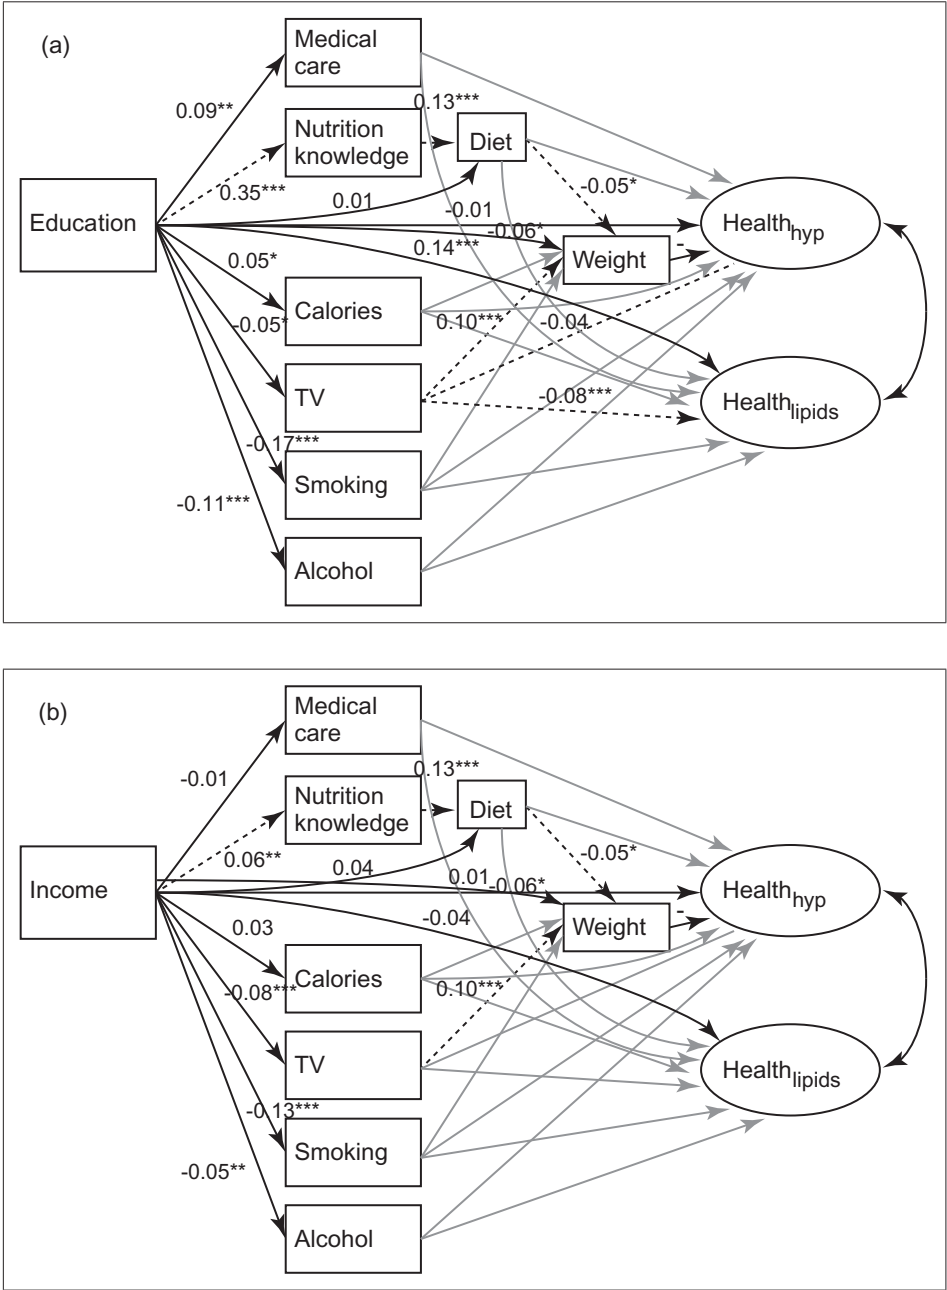 (a)
Medical
care
0.09**
0.13***
Nutrition
knowledge
Diet
0.35***
-0.05*
0.01
-0.01
Education
Health
hyp
-0.06*
0.14***
0.05*
Weight
-
Calories
-0.05*
0.10***
-0.04
TV
-0.08***
Health
lipids
-0.17***
Smoking
-0.11***
Alcohol
(b)
Medical
care
-0.01
0.13***
Nutrition
knowledge
Diet
0.06**
-0.05*
0.04
0.01
-0.06*
Income
Health
hyp
-0.04
0.03
Weight
-
Calories
-0.08***
0.10***
TV
Health
lipids
-0.13***
Smoking
-0.05**
Alcohol